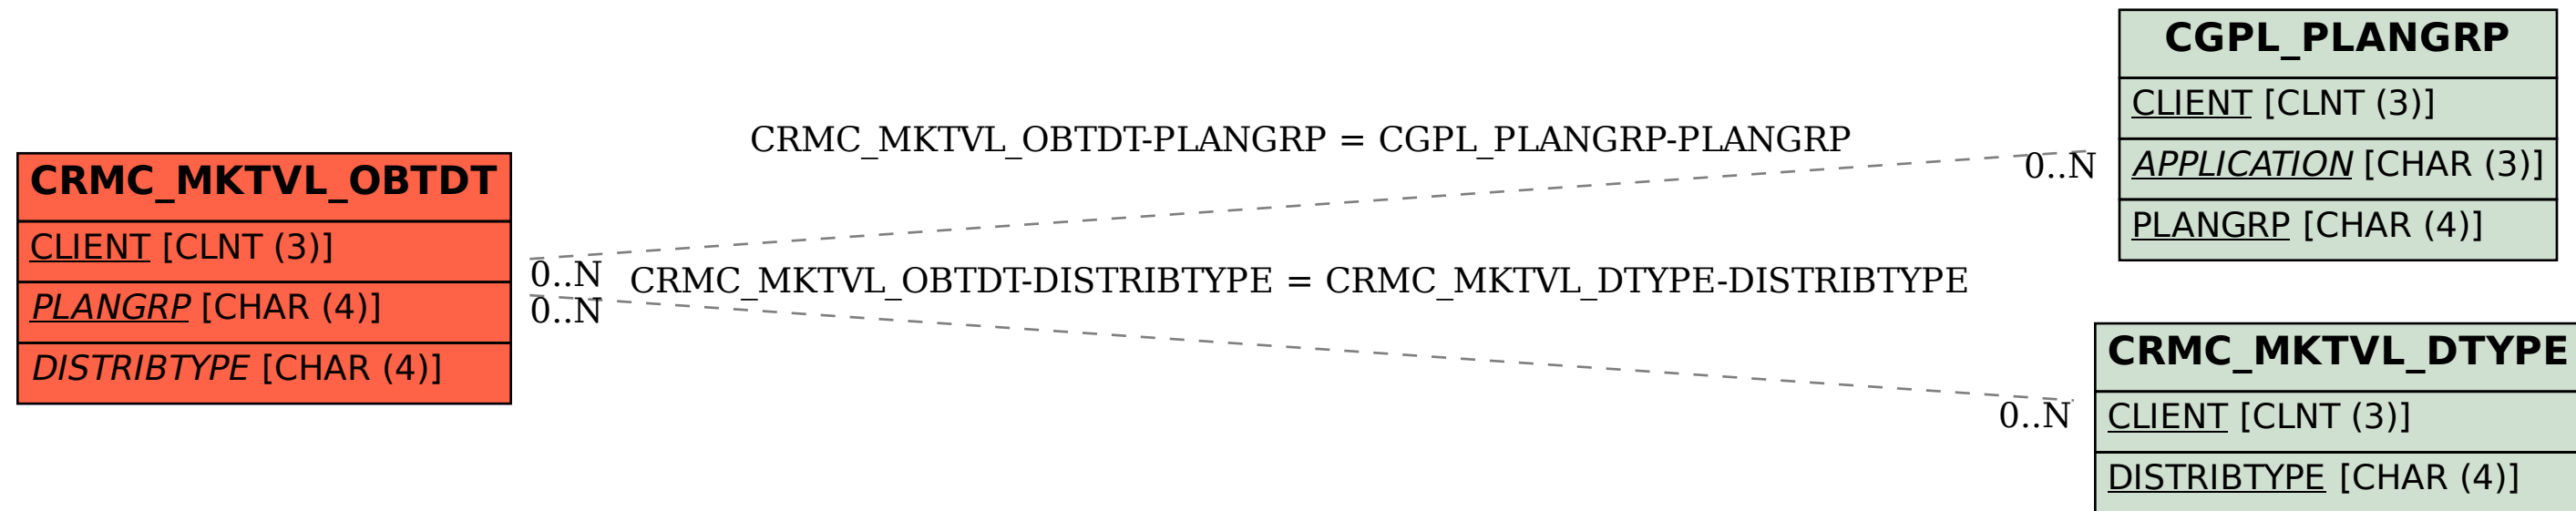 CRMC_MKTVL_OBTDT
CLIENT [CLNT (3)]
PLANGRP [CHAR (4)]
DISTRIBTYPE [CHAR (4)]
CRMC_MKTVL_OBTDT-PLANGRP = CGPL_PLANGRP-PLANGRP
0..N
0..N
CRMC_MKTVL_OBTDT-DISTRIBTYPE = CRMC_MKTVL_DTYPE-DISTRIBTYPE
0..N
0..N
CGPL_PLANGRP
CLIENT [CLNT (3)]
APPLICATION [CHAR (3)]
PLANGRP [CHAR (4)]
CRMC_MKTVL_DTYPE
CLIENT [CLNT (3)]
DISTRIBTYPE [CHAR (4)]